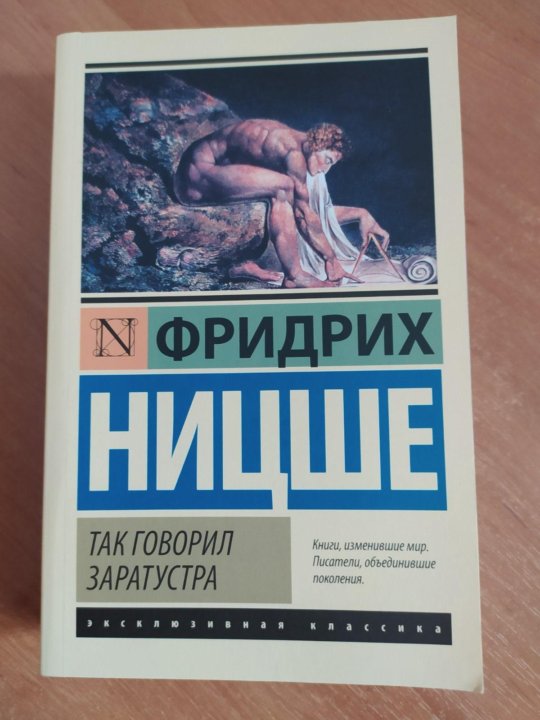 N ФРИДРИХ
НИЦШЕ
ТАК ГОВОРИЛ
ЗАРАТУСТРА
Книги, изменившие мир.
Писатели, объединившие
поколения.
эксклюзивная классика